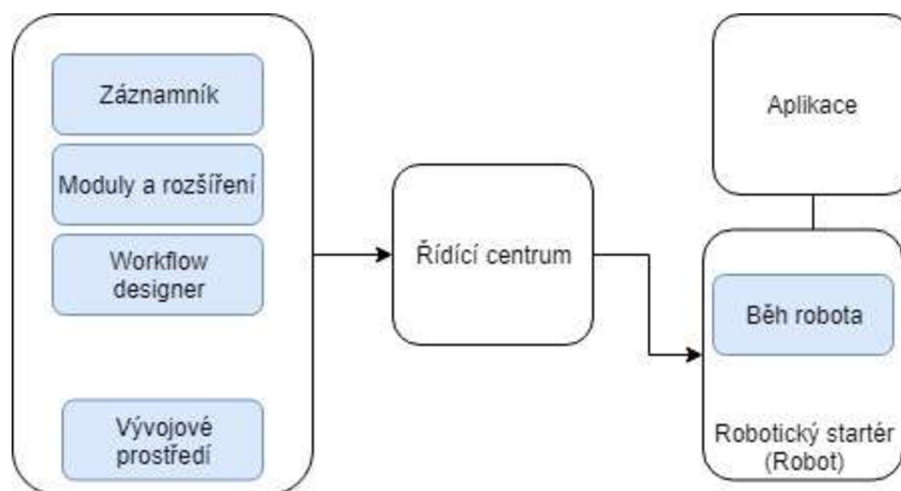 Záznamník
Moduly a rozšíření
Workflow
designer
Vývojové
prostředí
Řídící centrum
Aplikace
Běh robota
Robotický startér
(Robot)